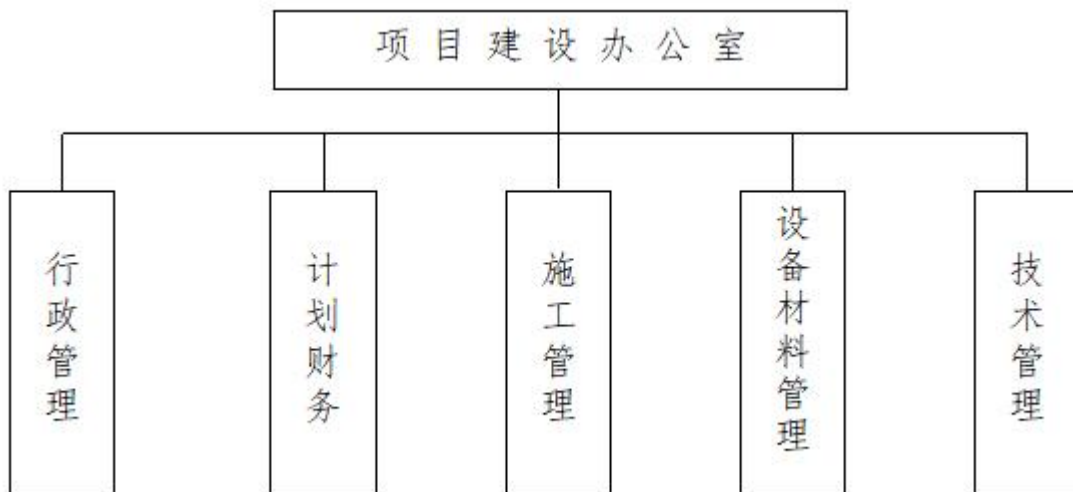 项目建设办公室
行政管理
计划财务
施工管理
设备材料管理
技术管理